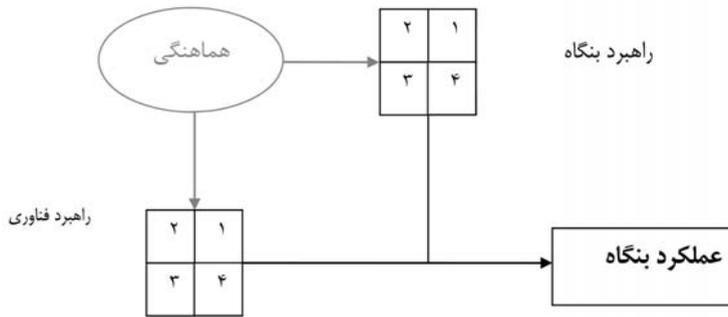 ۲ ۱
هماهنگی
راهبرد بنگاه
۳ ۴
راهبرد فناوری
۲ ۱
عملکرد بنگاه
۳ ۴